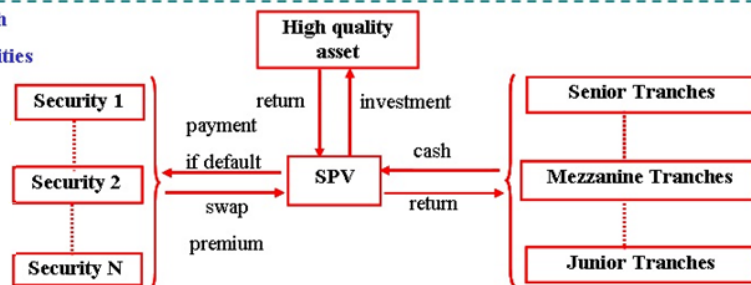 High quality
asset
Security 1
Security 2
Security N
return
investment
payment
if default
swap
premium
SPV
cash
return
Senior Tranches
Mezzanine Tranches
Junior Tranches